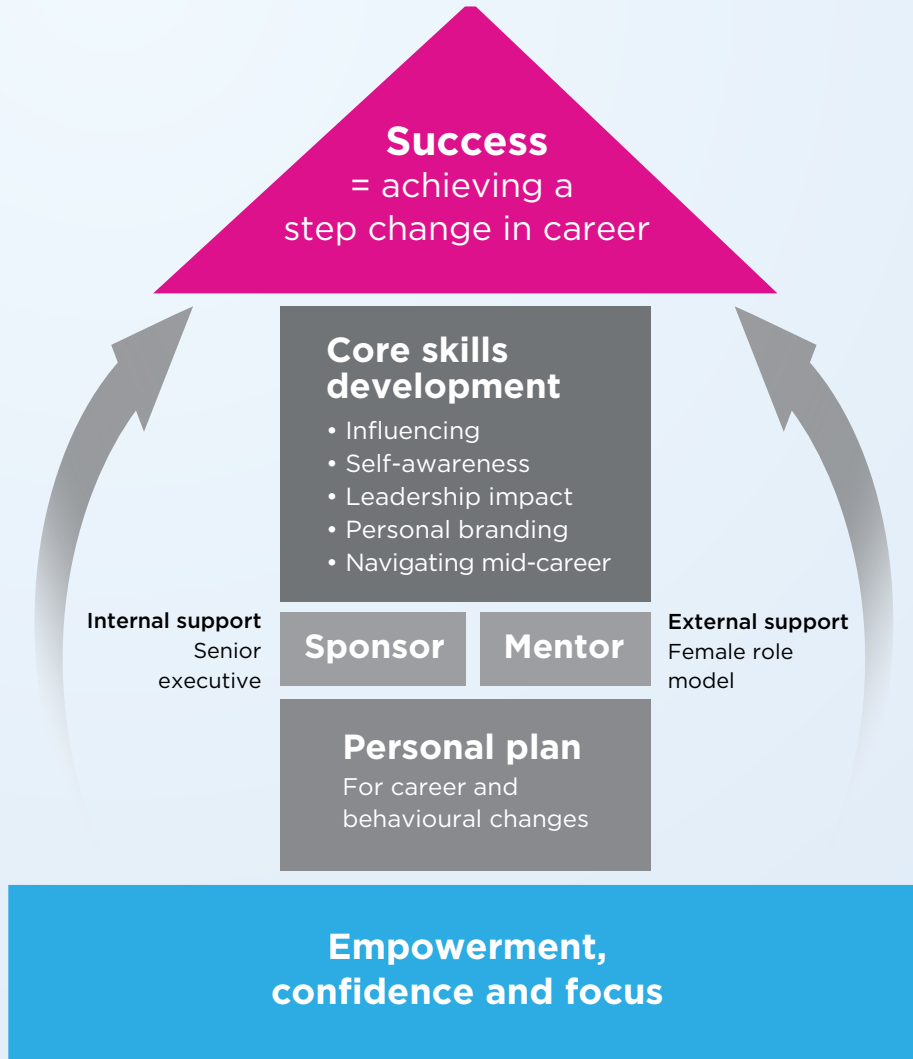 Success
= achieving a
step change in career
Core skills
development
• Influencing
• Self-awareness
• Leadership impact
• Personal branding
• Navigating mid-career
Internal support
Senior
executive
Sponsor
Mentor
External support
Female role
model
Personal plan
For career and
behavioural changes
Empowerment,
confidence and focus